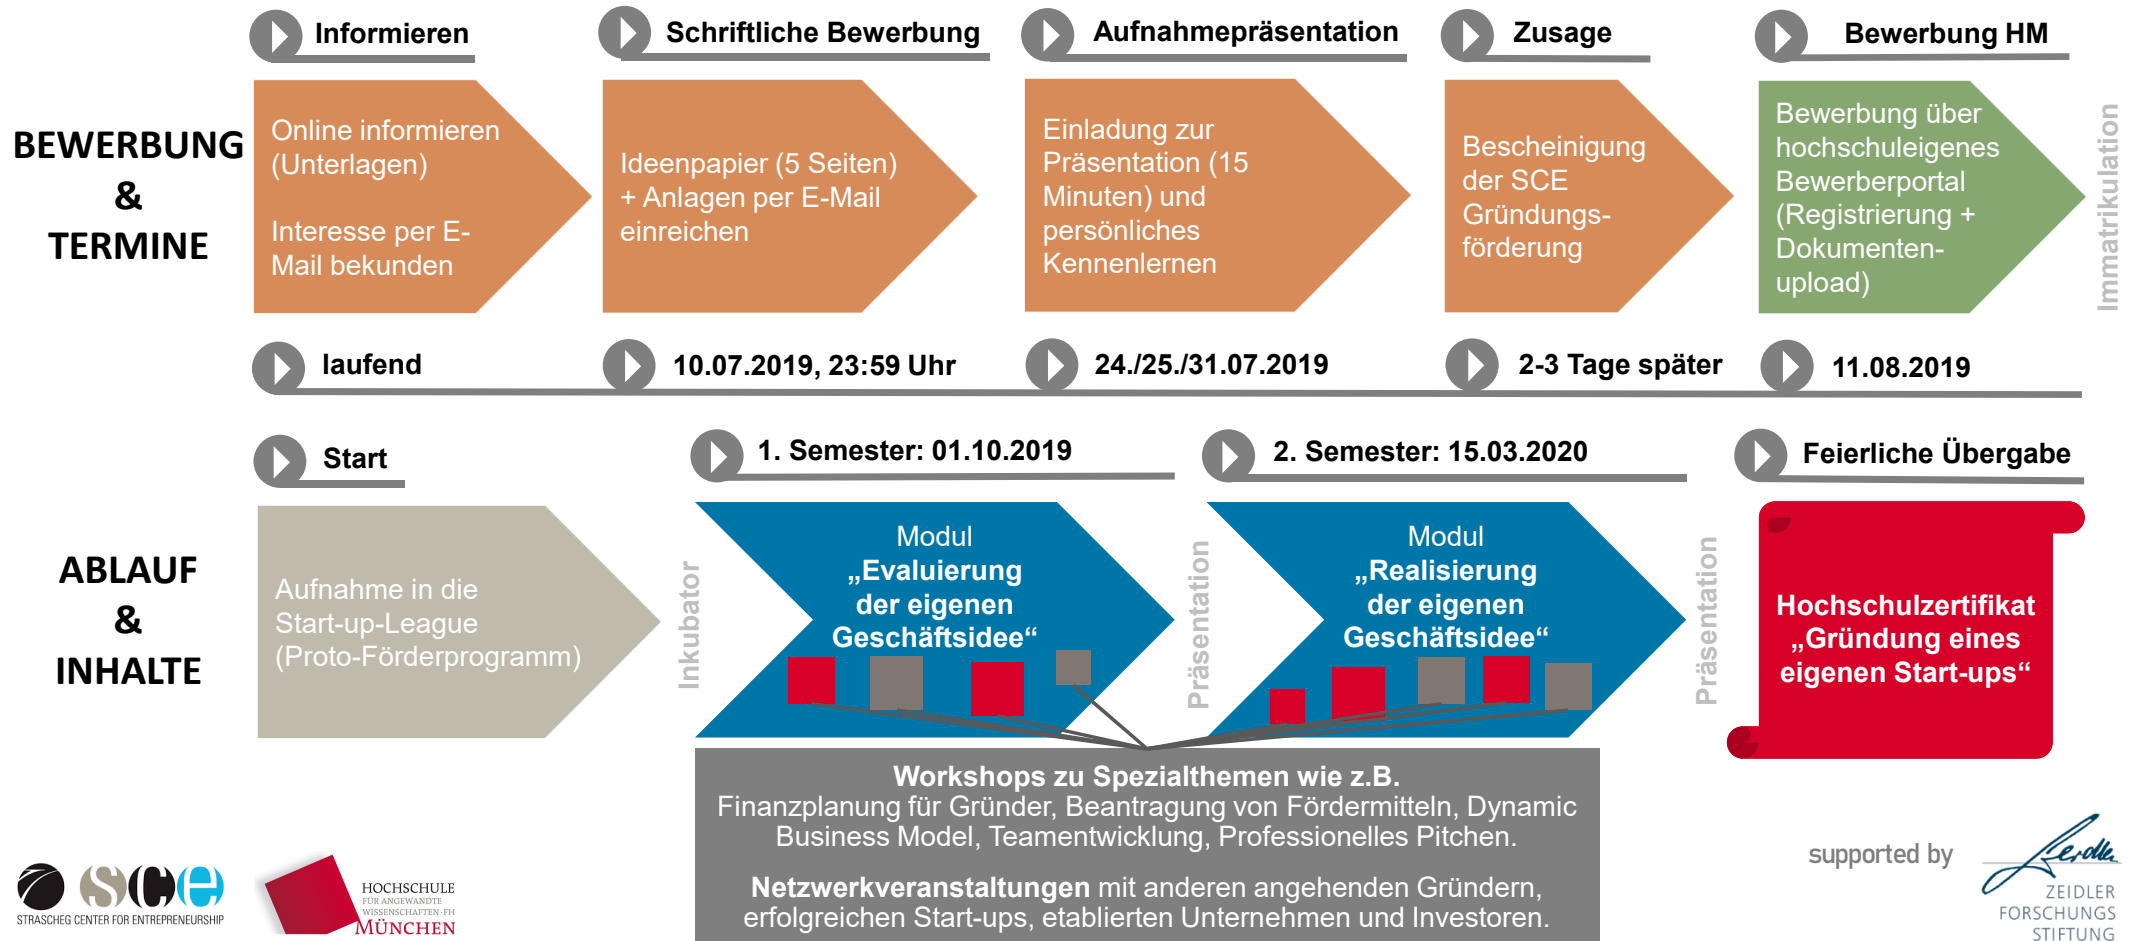 BEWERBUNG
&
TERMINE
Informieren
Online informieren
(Unterlagen)
Interesse per E-
Mail bekunden
laufend
Schriftliche Bewerbung
Ideenpapier (5 Seiten)
+ Anlagen per E-Mail
einreichen
10.07.2019, 23:59 Uhr
Aufnahmepräsentation
Einladung zur
Präsentation (15
Minuten) und
persönliches
Kennenlernen
24./25./31.07.2019
Zusage
Bescheinigung
der SCE
Gründungs-
förderung
2-3 Tage später
Bewerbung HM
Bewerbung über
hochschuleigenes
Bewerberportal
(Registrierung +
Dokumenten-
upload)
11.08.2019
Immatrikulation
ABLAUF
&
INHALTE
Start
Aufnahme in die
Start-up-League
(Proto-Förderprogramm)
Inkubator
1. Semester: 01.10.2019
Modul
„Evaluierung
der eigenen
Geschäftsidee“
Präsentation
2. Semester: 15.03.2020
Modul
„Realisierung
der eigenen
Geschäftsidee“
Präsentation
Feierliche Übergabe
Hochschulzertifikat
„Gründung eines
eigenen Start-ups“
Workshops zu Spezialthemen wie z.B.
Finanzplanung für Gründer, Beantragung von Fördermitteln, Dynamic
Business Model, Teamentwicklung, Professionelles Pitchen.
Netzwerkveranstaltungen mit anderen angehenden Gründern,
erfolgreichen Start-ups, etablierten Unternehmen und Investoren.
sce
STRASCHEG CENTER FOR ENTREPRENEURSHIP
HOCHSCHULE
FÜR ANGEWANDTE
WISSENSCHAFTEN-FH
MÜNCHEN
supported by
Zeidler
ZEIDLER
FORSCHUNGS
STIFTUNG